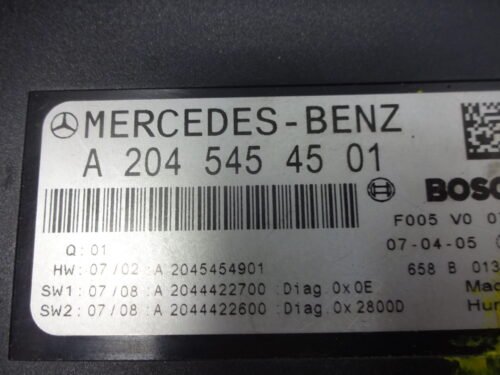 MERCEDES-BENZ
A 204 545 45 01
BOSC
F005 V0 0
Q: 01
07-04-05
HW: 07/02: A 2045454901
658 B 013
SW1: 07/08: A 2044422700 :Diag.0x0E
Mad
SW2: 07/08: A 2044422600 :Diag.0x2800D
Hun